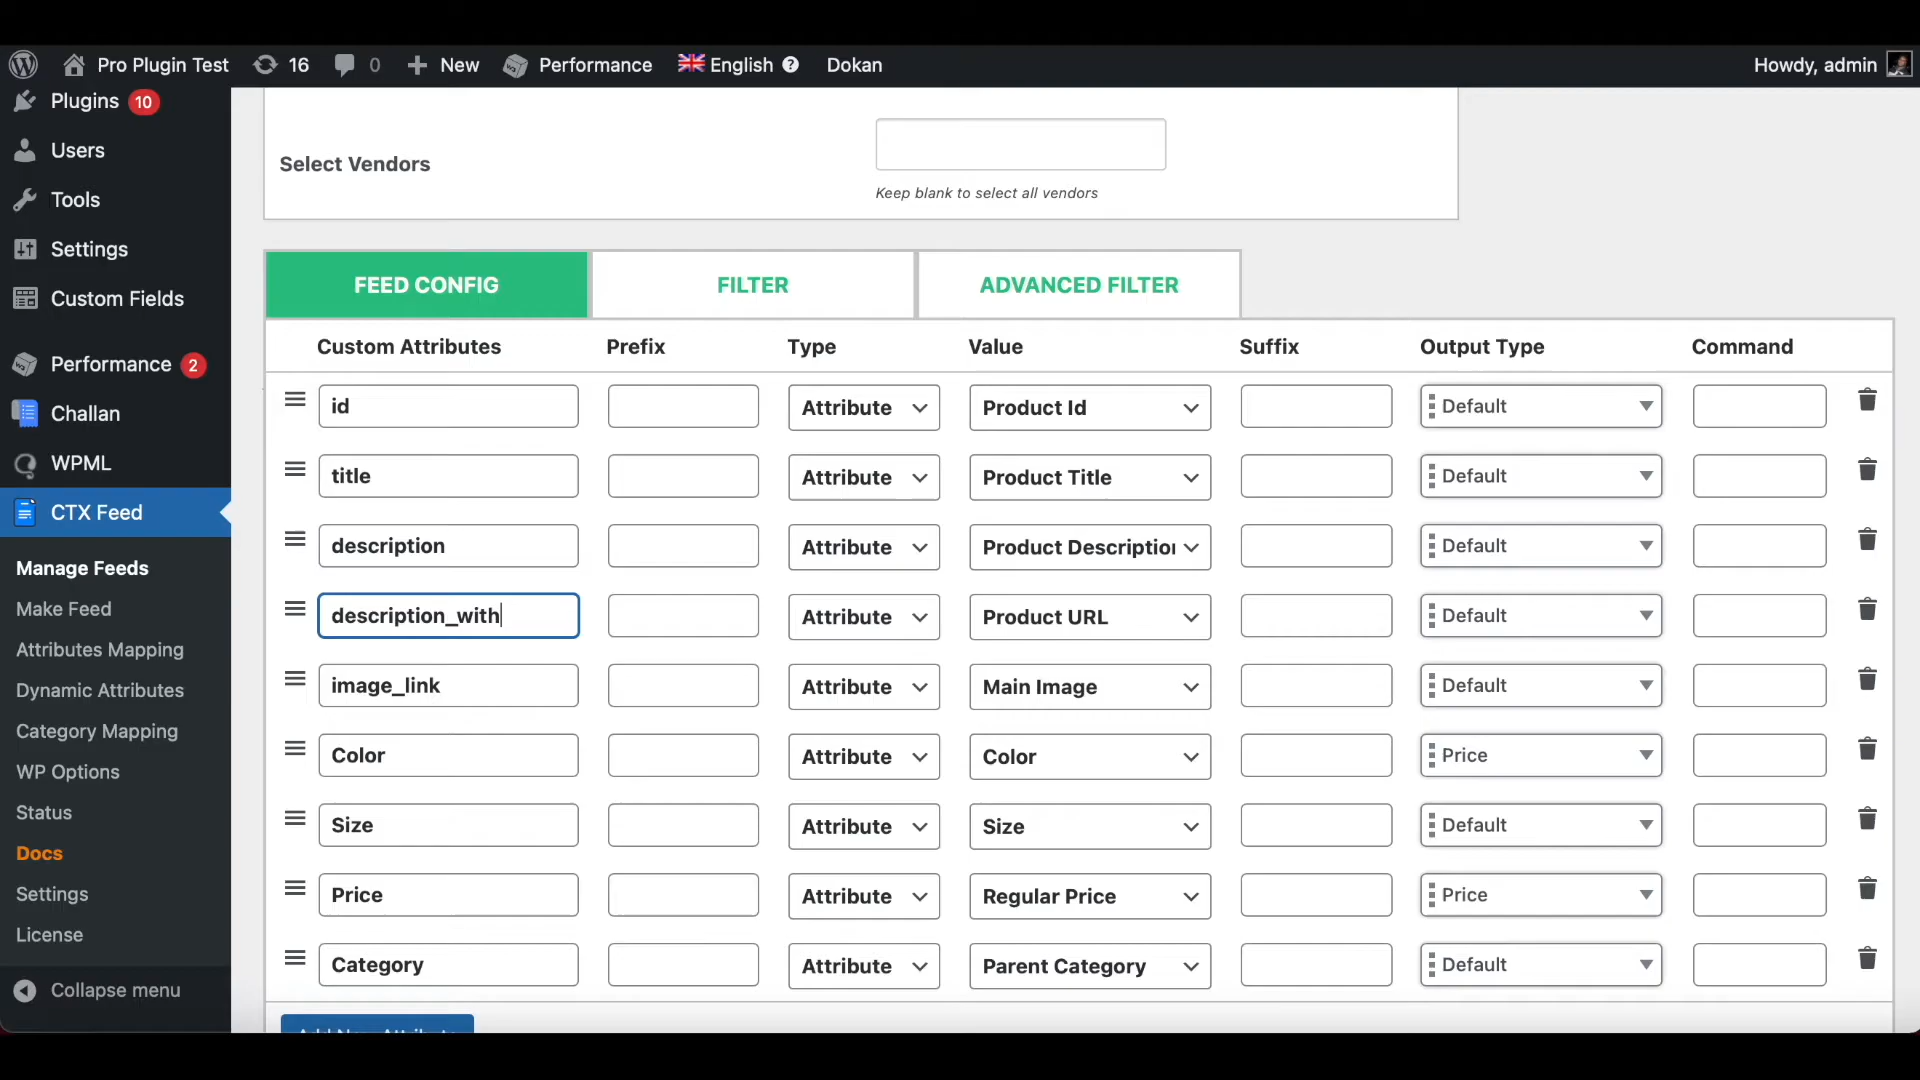 Pro Plugin Test 16 0 New Performance English Dokan Howdy, admin
Plugins 10
Users
Tools
Settings
Custom Fields
Performance 2
Challan
WPML
CTX Feed
Manage Feeds
Make Feed
Attributes Mapping
Dynamic Attributes
Category Mapping
WP Options
Status
Docs
Settings
License
Collapse menu
Select Vendors
Keep blank to select all vendors
FEED CONFIG FILTER ADVANCED FILTER
Custom Attributes Prefix Type Value Suffix Output Type Command
id Attribute Product Id Default
title Attribute Product Title Default
description Attribute Product Description Default
description_with Attribute Product URL Default
image_link Attribute Main Image Default
Color Attribute Color Price
Size Attribute Size Default
Price Attribute Regular Price Price
Category Attribute Parent Category Default